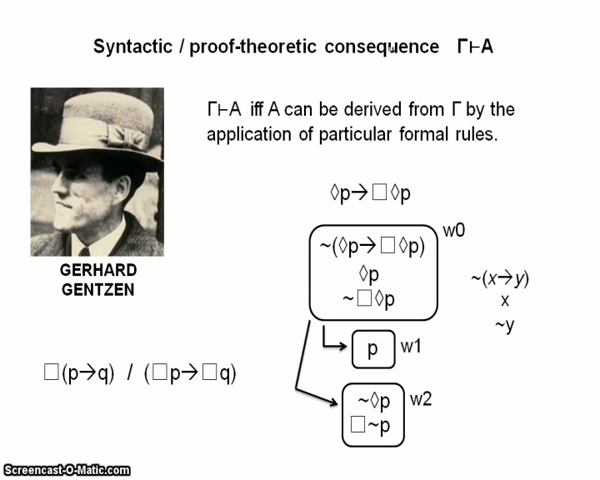 Syntactic / proof-theoretic consequence Γ⊢A
Γ⊢A iff A can be derived from Γ by the
application of particular formal rules.
GERHARD
GENTZEN
◊p→□◊p
w0
~(◊p→□◊p)
◊p
~□◊p
~(x→y)
x
~y
p w1
~◊p w2
□~p
□(p→q) / (□p→□q)
Screencast-O-Matic.com